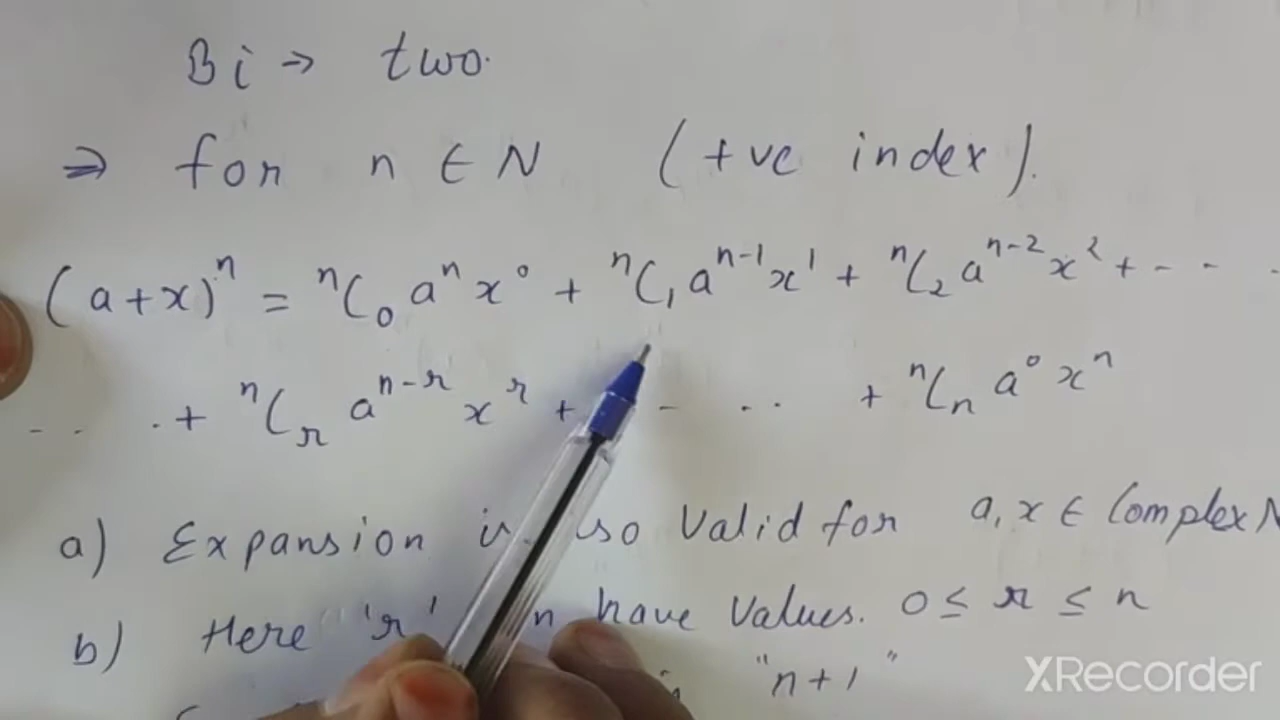 Bi → two.
⇒ for n ∈ N (+ve index).
(a+x)ⁿ = ⁿC₀ aⁿ x⁰ + ⁿC₁ aⁿ⁻¹ x¹ + ⁿC₂ aⁿ⁻² x² + - - -
- - . + ⁿCᵣ aⁿ⁻ʳ xʳ + - . . + ⁿCₙ a⁰ xⁿ
a) Expansion valid for a, x ∈ Complex N
b) Here 'r' have values. 0 ≤ r ≤ n
"n+1"
XRecorder